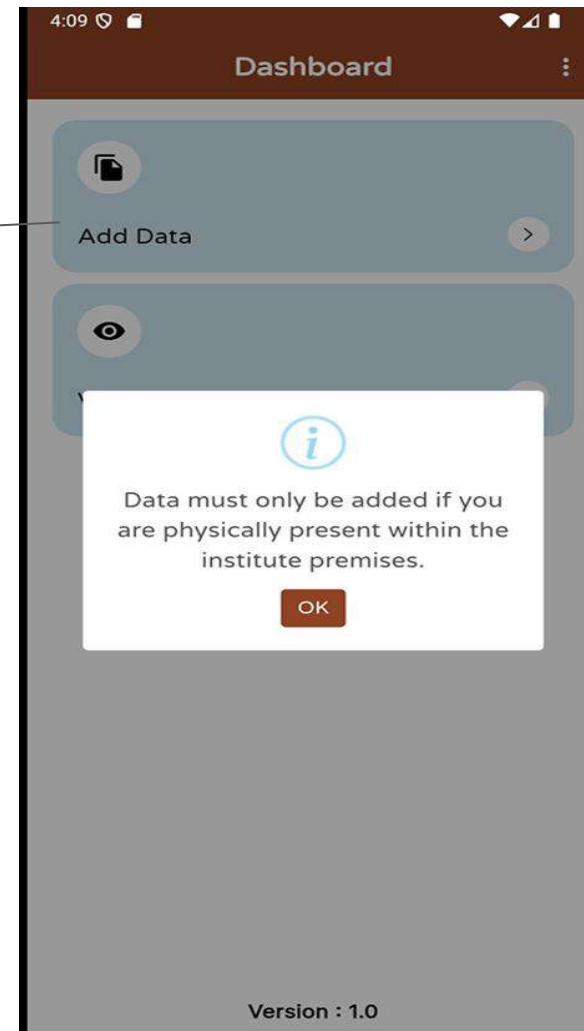 4:09
Dashboard
Add Data
Data must only be added if you
are physically present within the
institute premises.
OK
Version : 1.0